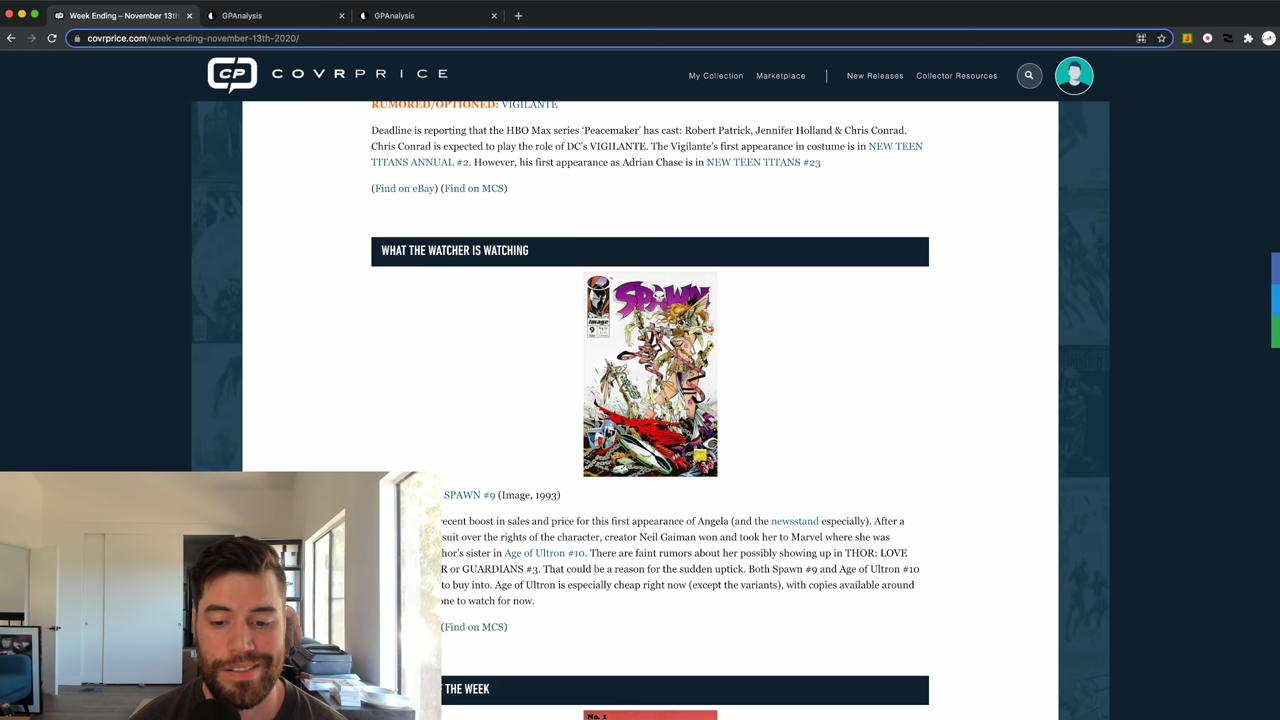 Week Ending – November 13th
GPAnalysis
GPAnalysis
covrprice.com/week-ending-november-13th-2020/
CP COVRPRICE
My Collection
Marketplace
New Releases
Collector Resources
RUMORED/OPTIONED: VIGILANTE
Deadline is reporting that the HBO Max series ‘Peacemaker’ has cast: Robert Patrick, Jennifer Holland & Chris Conrad.
Chris Conrad is expected to play the role of DC’s VIGILANTE. The Vigilante’s first appearance in costume is in NEW TEEN
TITANS ANNUAL #2. However, his first appearance as Adrian Chase is in NEW TEEN TITANS #23
(Find on eBay) (Find on MCS)
WHAT THE WATCHER IS WATCHING
SPAWN
image
9
SPAWN #9 (Image, 1993)
recent boost in sales and price for this first appearance of Angela (and the newsstand especially). After a
suit over the rights of the character, creator Neil Gaiman won and took her to Marvel where she was
hor’s sister in Age of Ultron #10. There are faint rumors about her possibly showing up in THOR: LOVE
R or GUARDIANS #3. That could be a reason for the sudden uptick. Both Spawn #9 and Age of Ultron #10
to buy into. Age of Ultron is especially cheap right now (except the variants), with copies available around
one to watch for now.
(Find on MCS)
THE WEEK
No. 1